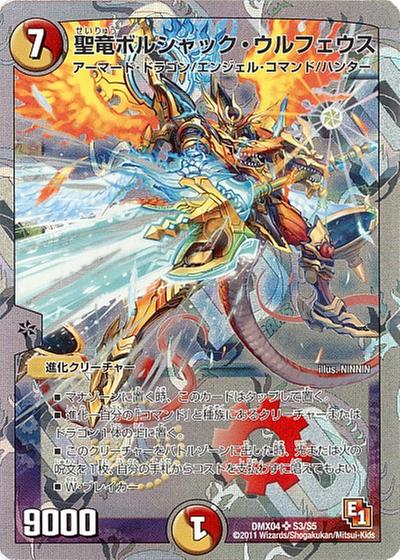 7
せいりゅう
聖竜ボルシャック・ウルフェウス
アーマード・ドラゴン/エンジェル・コマンド/ハンター
illus. NINNIN
進化クリーチャー
■ マナゾーンに置く時、このカードはタップして置く。
■ 進化−自分の「コマンド」と種族にあるクリーチャーまたは
ドラゴン1体の上に置く。
■ このクリーチャーをバトルゾーンに出した時、光または火の
呪文を1枚、自分の手札からコストを支払わずに唱えてもよい。
■ W・ブレイカー
9000
1
E1
DMX04 S3/S5
©2011 Wizards/Shogakukan/Mitsui-Kids